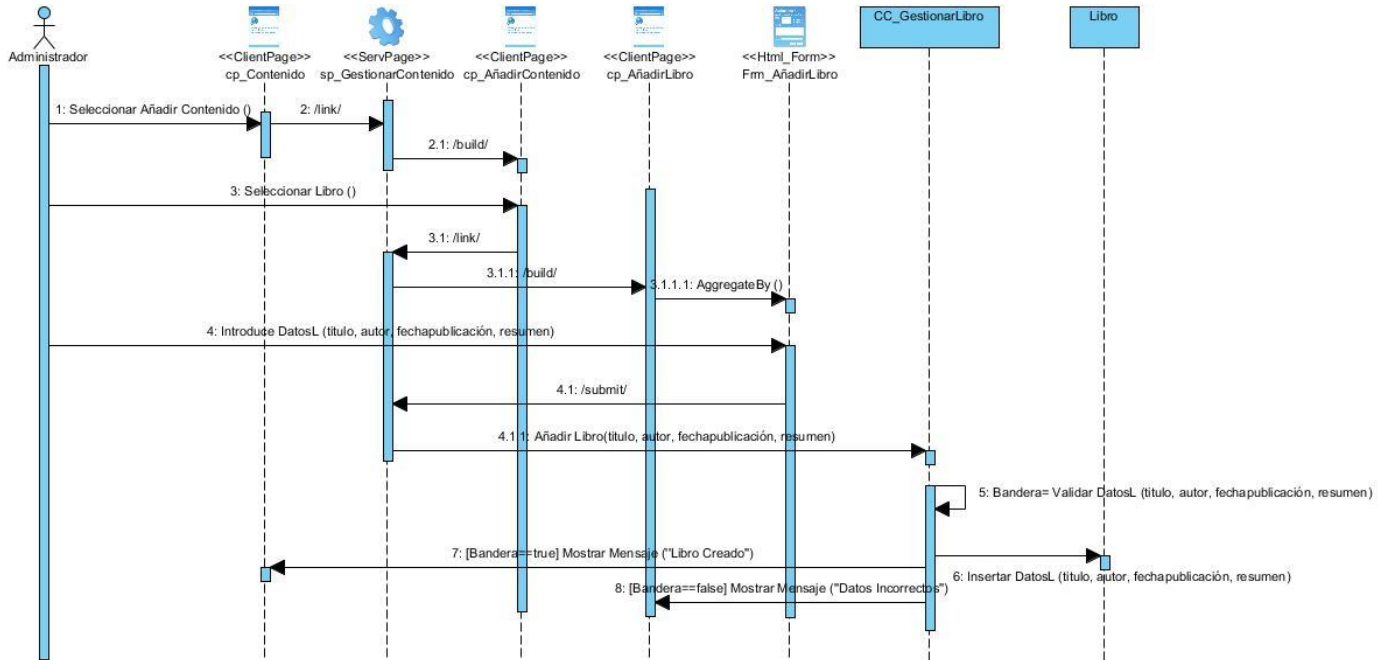 CC_GestionarLibro
Libro
Administrador
<<ClientPage>>
cp_Contenido
<<ServPage>>
sp_GestionarContenido
<<ClientPage>>
cp_AñadirContenido
<<ClientPage>>
cp_AñadirLibro
<<Html_Form>>
Frm_AñadirLibro
1: Seleccionar Añadir Contenido ()
2: /link/
2.1: /build/
3: Seleccionar Libro ()
3.1: /link/
3.1.1: /build/
3.1.1.1: AggregateBy ()
4: Introduce DatosL (titulo, autor, fechapublicación, resumen)
4.1: /submit/
4.1.1: Añadir Libro(titulo, autor, fechapublicación, resumen)
5: Bandera= Validar DatosL (titulo, autor, fechapublicación, resumen)
7: [Bandera==true] Mostrar Mensaje ("Libro Creado")
6: Insertar DatosL (titulo, autor, fechapublicación, resumen)
8: [Bandera==false] Mostrar Mensaje ("Datos Incorrectos")